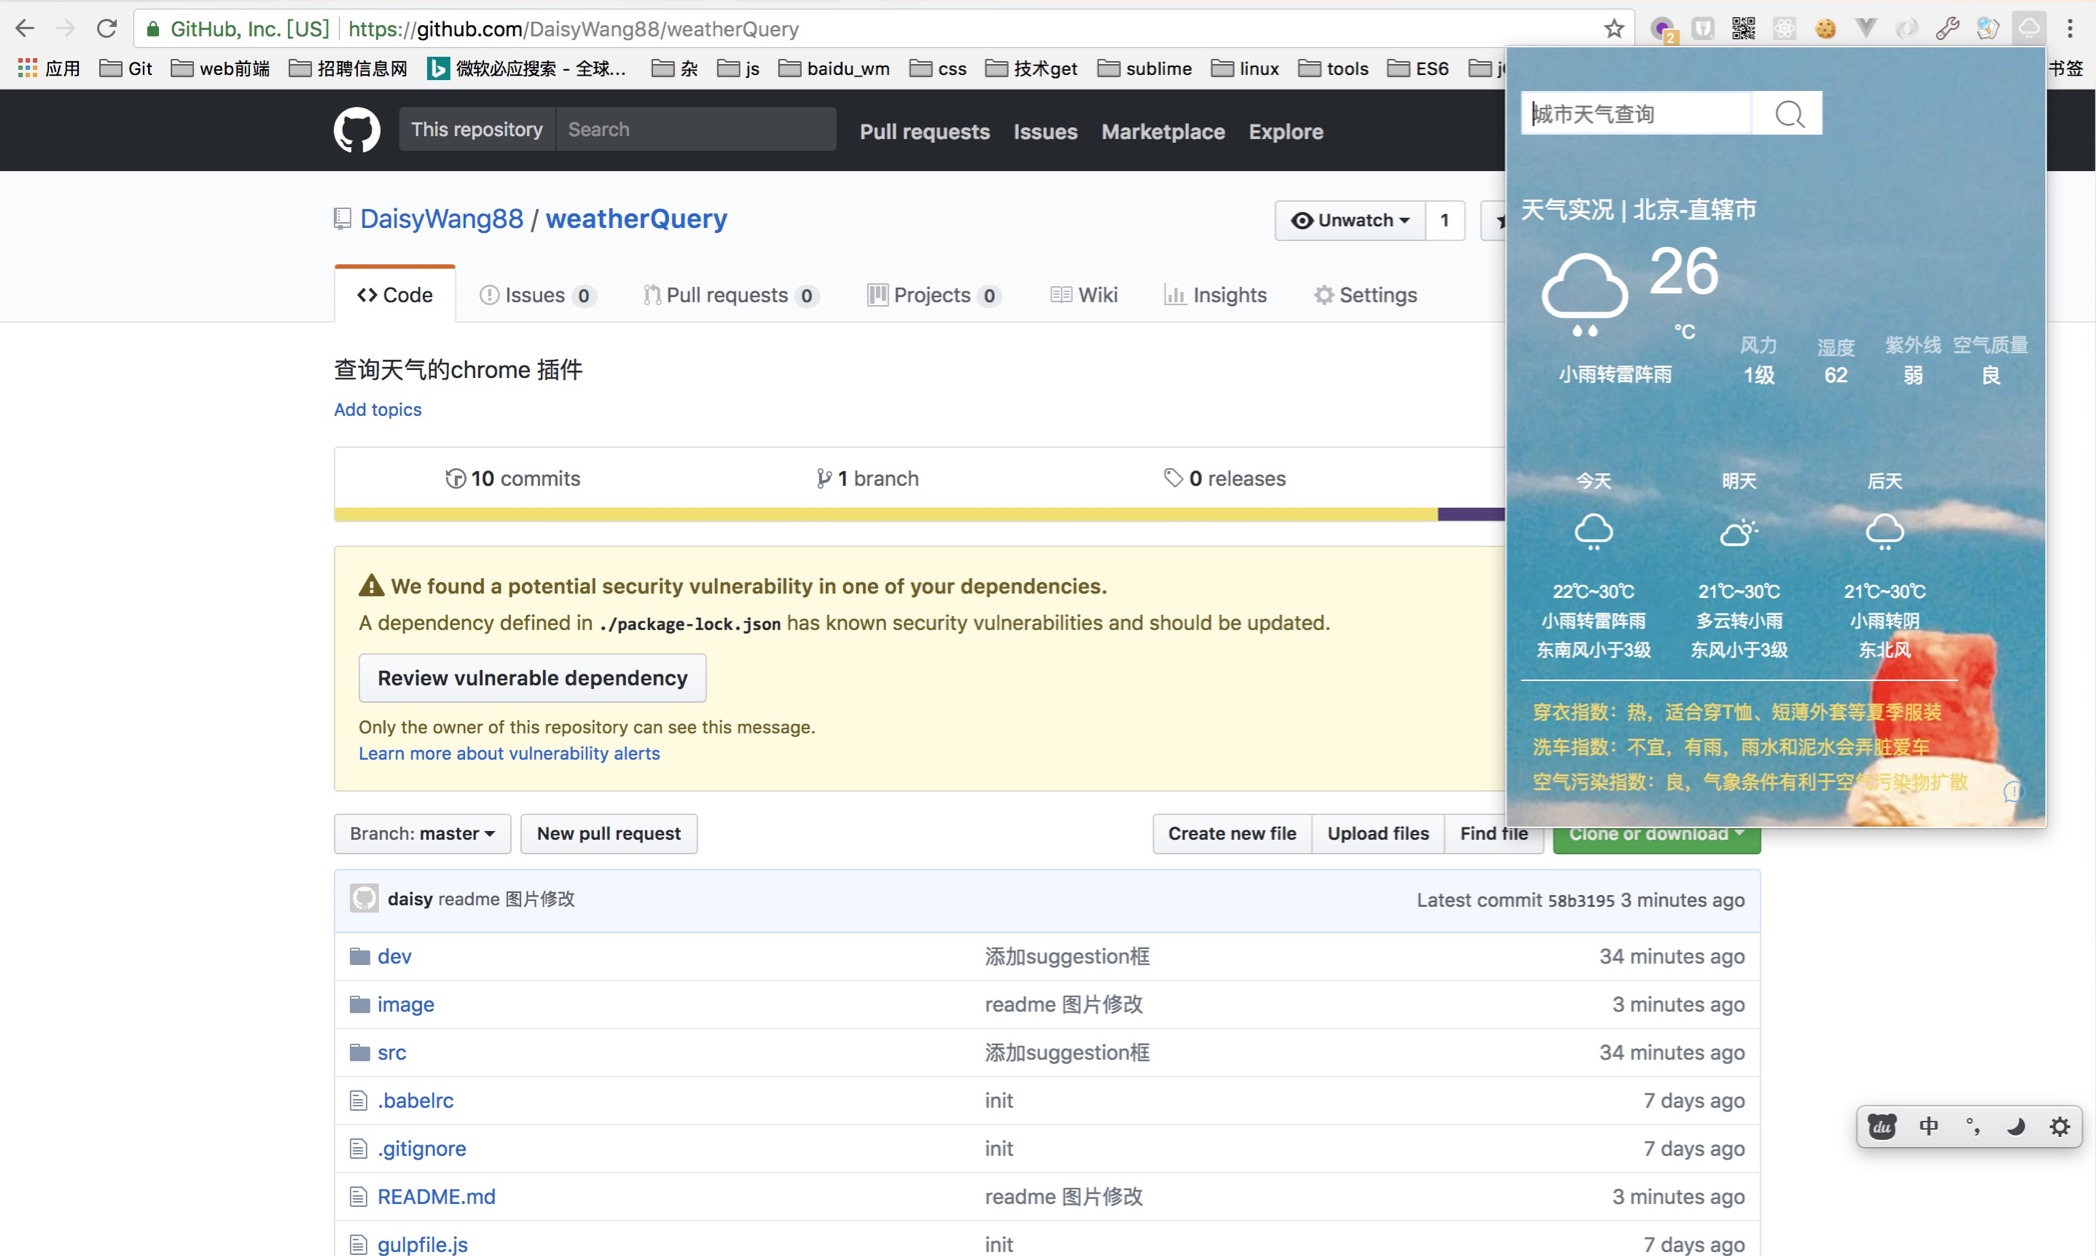 GitHub, Inc. [US] https://github.com/DaisyWang88/weatherQuery
2
应用 Git web前端 招聘信息网 微软必应搜索 - 全球... 杂 js baidu_wm css 技术get sublime linux tools ES6 书签
This repository Search Pull requests Issues Marketplace Explore
DaisyWang88 / weatherQuery
Unwatch 1
Code Issues 0 Pull requests 0 Projects 0 Wiki Insights Settings
查询天气的chrome 插件
Add topics
10 commits 1 branch 0 releases
We found a potential security vulnerability in one of your dependencies.
A dependency defined in ./package-lock.json has known security vulnerabilities and should be updated.
Review vulnerable dependency
Only the owner of this repository can see this message.
Learn more about vulnerability alerts
Branch: master New pull request Create new file Upload files Find file Clone or download
daisy readme 图片修改 Latest commit 58b3195 3 minutes ago
dev 添加suggestion框 34 minutes ago
image readme 图片修改 3 minutes ago
src 添加suggestion框 34 minutes ago
.babelrc init 7 days ago
.gitignore init 7 days ago
README.md readme 图片修改 3 minutes ago
gulpfile.js init 7 days ago
城市天气查询
天气实况 | 北京-直辖市
26
℃
风力 湿度 紫外线 空气质量
小雨转雷阵雨 1级 62 弱 良
今天 明天 后天
22℃~30℃ 21℃~30℃ 21℃~30℃
小雨转雷阵雨 多云转小雨 小雨转阴
东南风小于3级 东风小于3级 东北风
穿衣指数：热，适合穿T恤、短薄外套等夏季服装
洗车指数：不宜，有雨，雨水和泥水会弄脏爱车
空气污染指数：良，气象条件有利于空气污染物扩散
du 中 °,